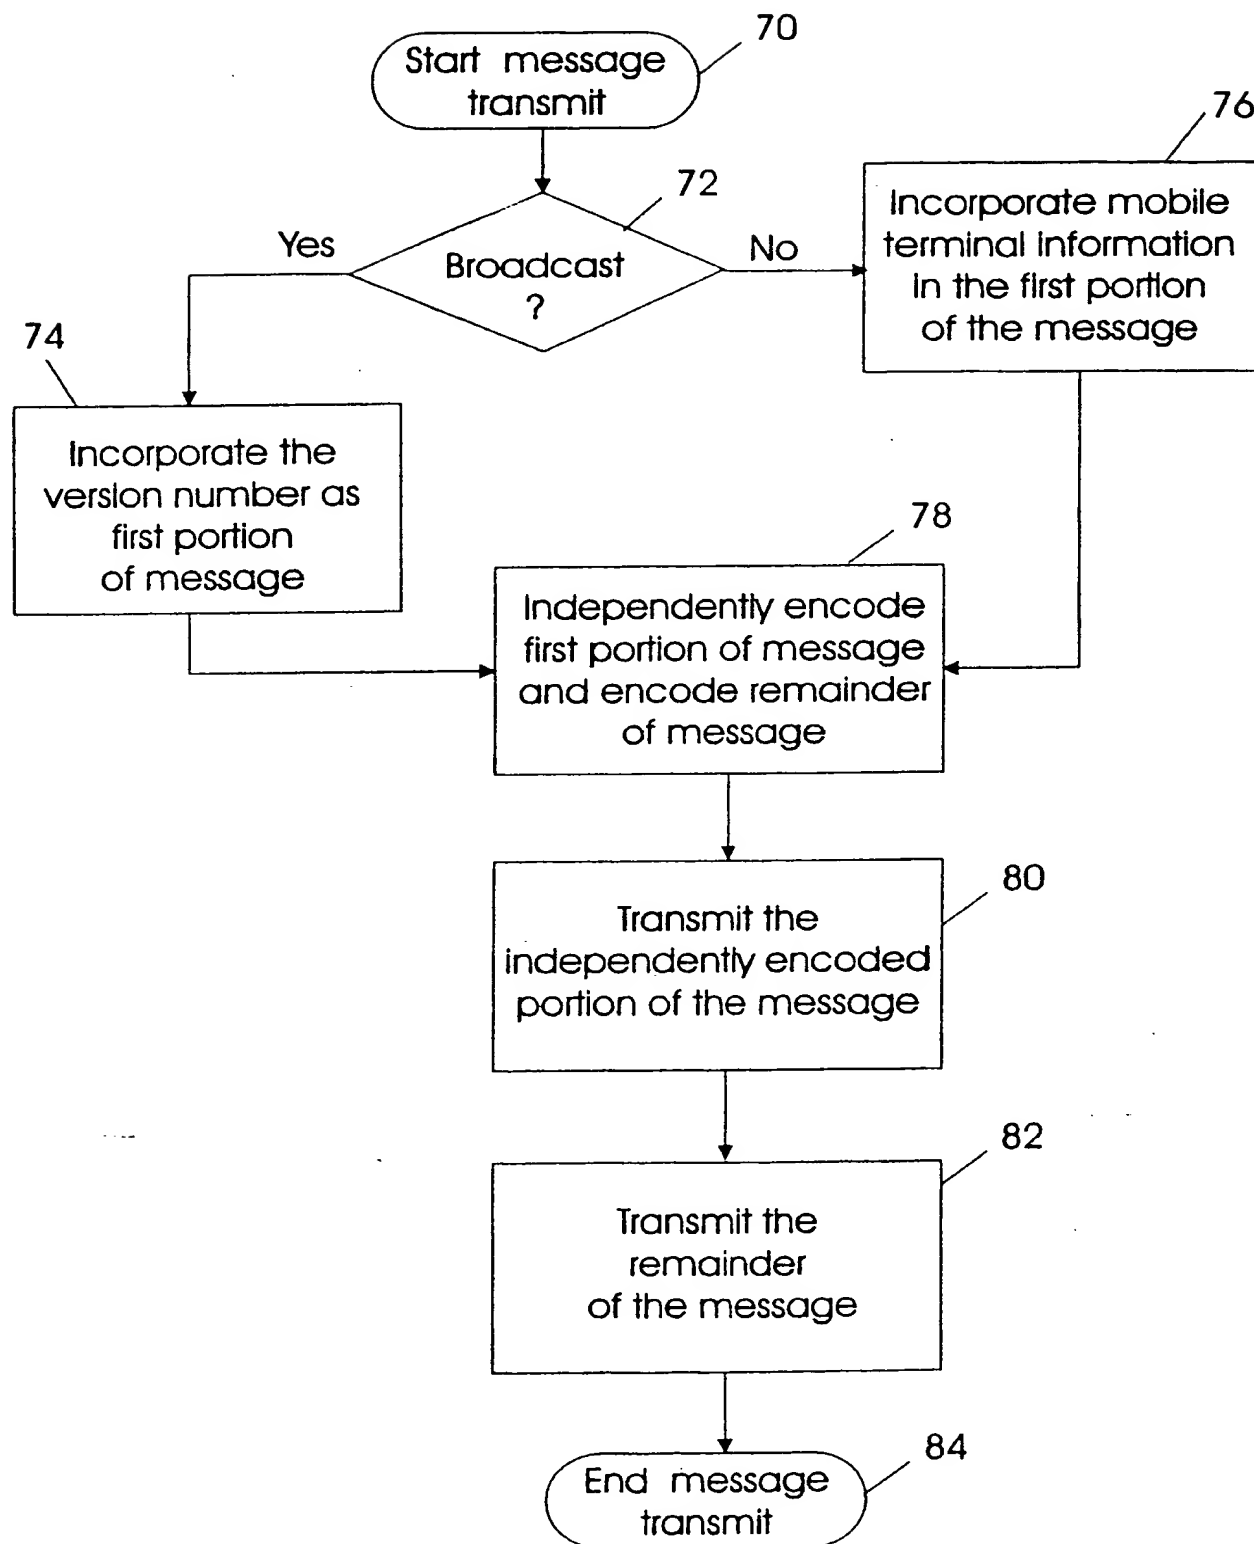 70
Start message
transmit
76
72
Incorporate mobile
terminal information
in the first portion
of the message
Yes
No
Broadcast
?
74
Incorporate the
version number as
first portion
of message
78
Independently encode
first portion of message
and encode remainder
of message
80
Transmit the
independently encoded
portion of the message
82
Transmit the
remainder
of the message
84
End message
transmit